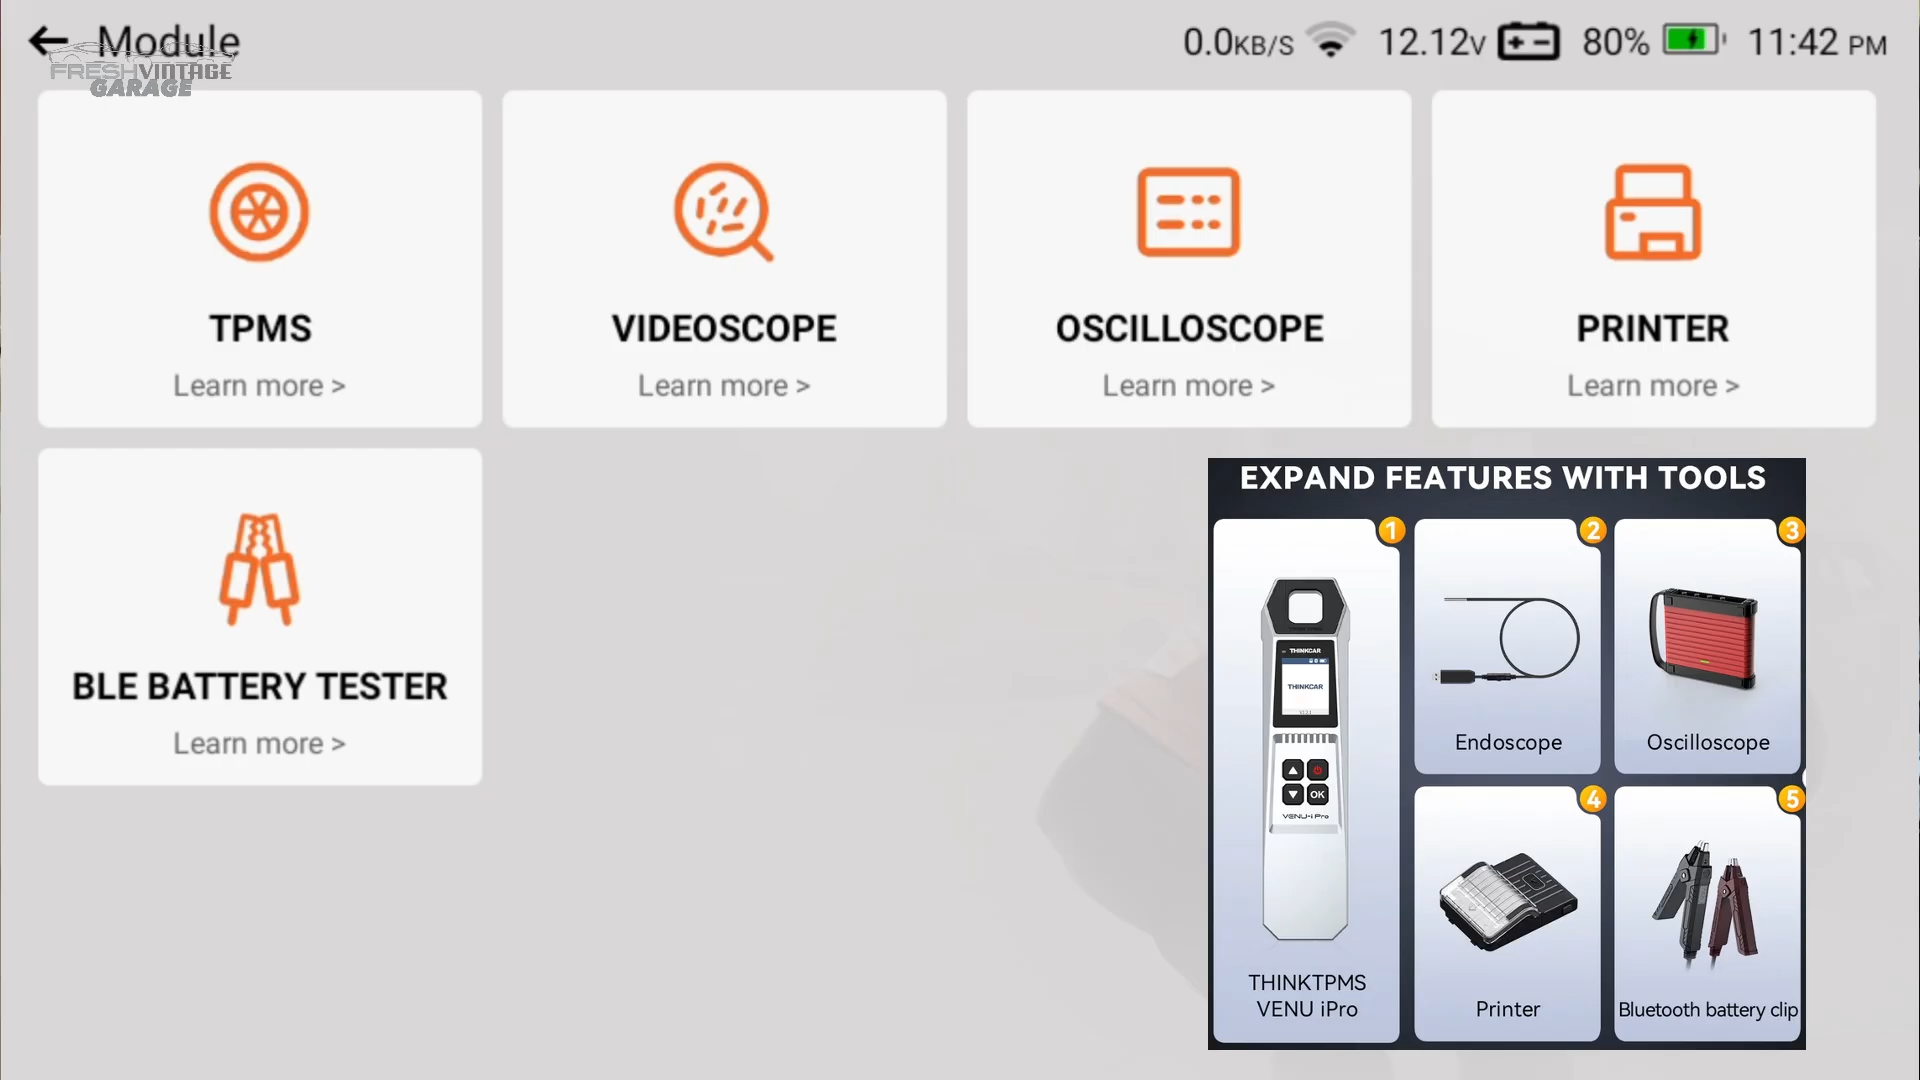 Module
0.0KB/S 12.12V 80% 11:42 PM
FRESHVINTAGE
GARAGE
TPMS
Learn more >
VIDEOSCOPE
Learn more >
OSCILLOSCOPE
Learn more >
PRINTER
Learn more >
BLE BATTERY TESTER
Learn more >
EXPAND FEATURES WITH TOOLS
1
THINKCAR
THINKCAR
OK
VENU-i Pro
THINKTPMS
VENU iPro
2
Endoscope
3
Oscilloscope
4
Printer
5
Bluetooth battery clip